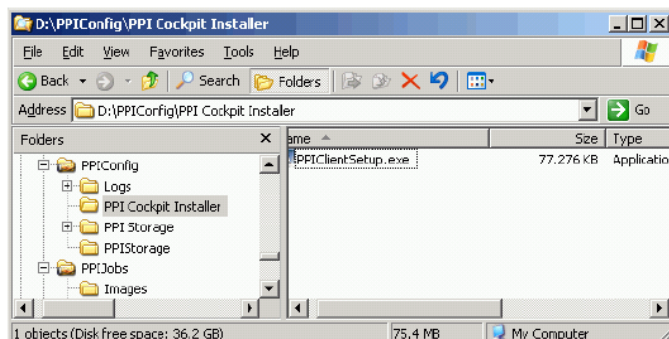 D:\PPIConfig\PPI Cockpit Installer
File Edit View Favorites Tools Help
Back Search Folders
Address D:\PPIConfig\PPI Cockpit Installer Go
Folders ame Size Type
PPIConfig PPIClientSetup.exe 77.276 KB Applicatio
Logs
PPI Cockpit Installer
PPI Storage
PPIStorage
PPIJobs
Images
1 objects (Disk free space: 36.2 GB) 75.4 MB My Computer